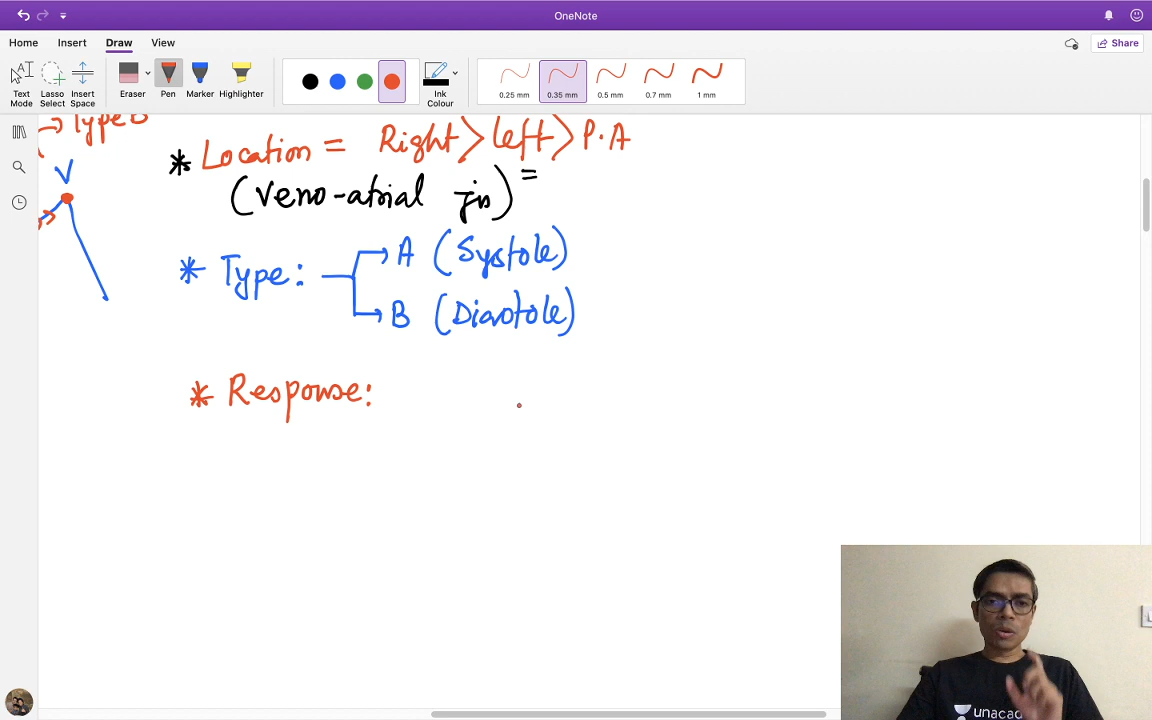 OneNote
Home Insert Draw View Share
Text Mode Lasso Select Insert Space Eraser Pen Marker Highlighter Ink Colour 0.25 mm 0.35 mm 0.5 mm 0.7 mm 1 mm
→ Type B
* Location = Right > left > P.A
(Veno-atrial jn) =
V
* Type: → A (Systole)
→ B (Diastole)
* Response:
unacad